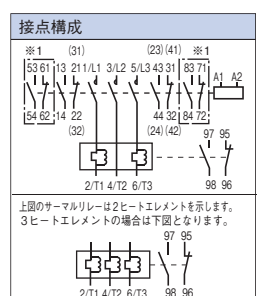 接点構成
※1 (31) (23) (41) ※1
53 61 13 21 1/L1 3/L2 5/L3 43 31 83 71 A1 A2
54 62 14 22 44 32 84 72
(32) (24) (42)
97 95
2/T1 4/T2 6/T3 98 96
上図のサーマルリレーは2ヒートエレメントを示します。
3ヒートエレメントの場合は下図となります。
97 95
2/T1 4/T2 6/T3 98 96